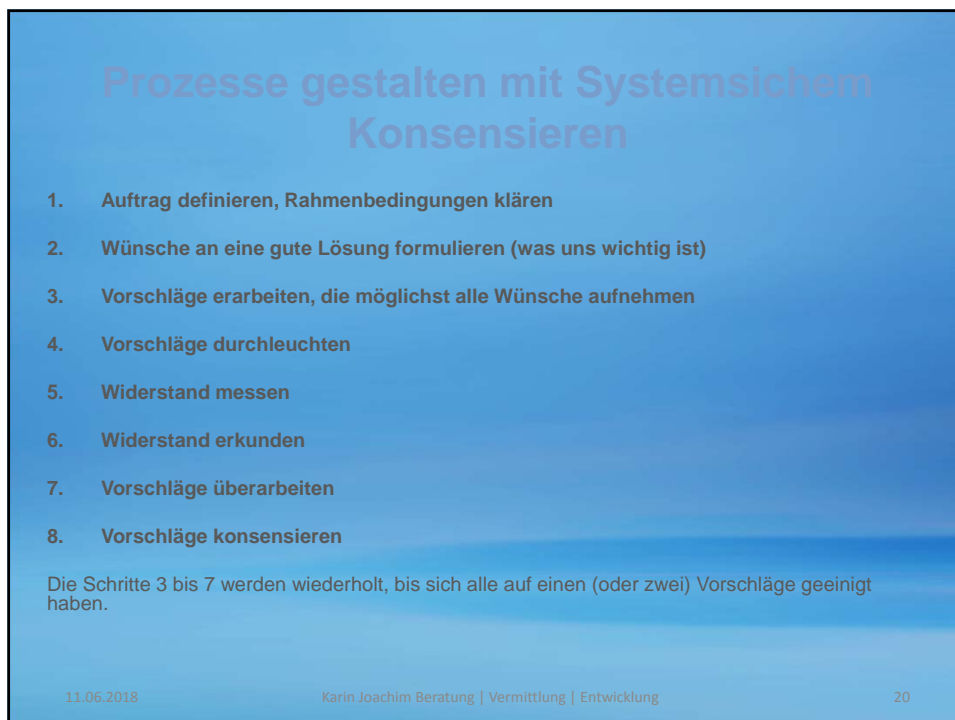 Prozesse gestalten mit Systemsichem
Konsensieren
1. Auftrag definieren, Rahmenbedingungen klären
2. Wünsche an eine gute Lösung formulieren (was uns wichtig ist)
3. Vorschläge erarbeiten, die möglichst alle Wünsche aufnehmen
4. Vorschläge durchleuchten
5. Widerstand messen
6. Widerstand erkunden
7. Vorschläge überarbeiten
8. Vorschläge konsensieren
Die Schritte 3 bis 7 werden wiederholt, bis sich alle auf einen (oder zwei) Vorschläge geeinigt
haben.
11.06.2018 Karin Joachim Beratung | Vermittlung | Entwicklung 20